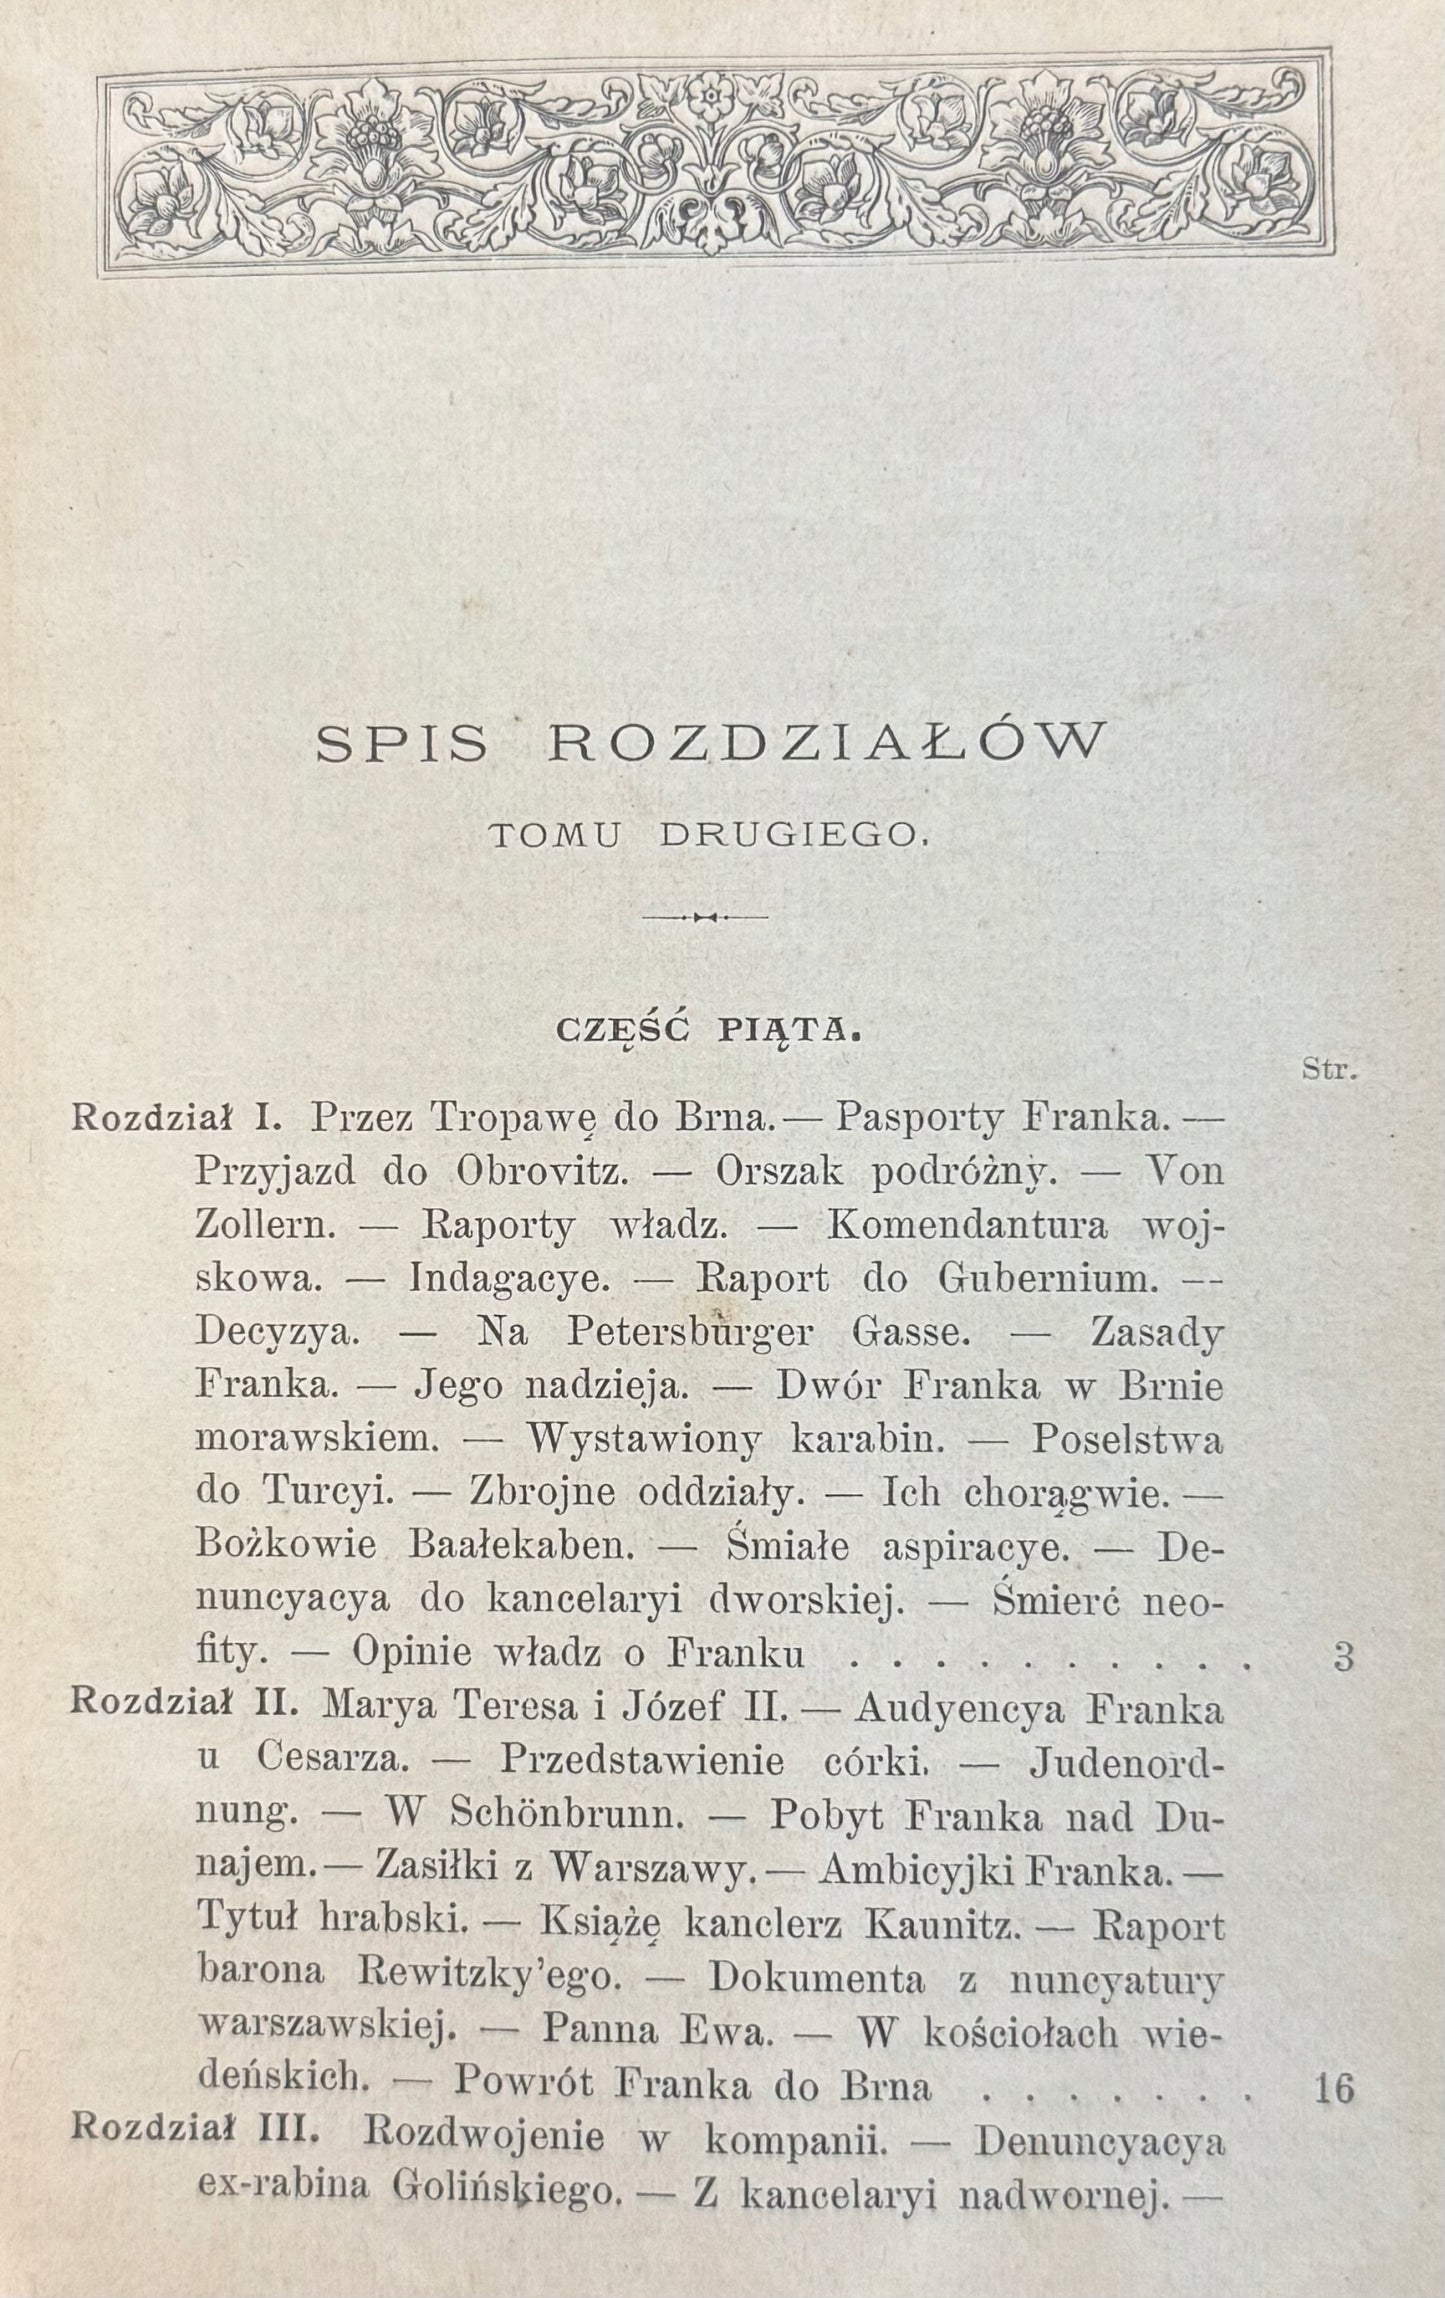 SPIS ROZDZIAŁÓW
TOMU DRUGIEGO.
CZĘŚĆ PIĄTA.
Str.
Rozdział I. Przez Tropawę do Brna. — Pasporty Franka. —
Przyjazd do Obrovitz. — Orszak podróżny. — Von
Zollern. — Raporty władz. — Komendantura woj-
skowa. — Indagacye. — Raport do Gubernium. —
Decyzya. — Na Petersburger Gasse. — Zasady
Franka. — Jego nadzieja. — Dwór Franka w Brnie
morawskiem. — Wystawiony karabin. — Poselstwa
do Turcyi. — Zbrojne oddziały. — Ich chorągwie. —
Bożkowie Baałekaben. — Śmiałe aspiracye. — De-
nuncyacya do kancelaryi dworskiej. — Śmierć neo-
fity. — Opinie władz o Franku . . . . . . . . . . 3
Rozdział II. Marya Teresa i Józef II. — Audyencya Franka
u Cesarza. — Przedstawienie córki. — Judenord-
nung. — W Schönbrunn. — Pobyt Franka nad Du-
najem. — Zasiłki z Warszawy. — Ambicyjki Franka. —
Tytuł hrabski. — Książę kanclerz Kaunitz. — Raport
barona Rewitzky'ego. — Dokumenta z nuncyatury
warszawskiej. — Panna Ewa. — W kościołach wie-
deńskich. — Powrót Franka do Brna . . . . . . . 16
Rozdział III. Rozdwojenie w kompanii. — Denuncyacya
ex-rabina Golińskiego. — Z kancelaryi nadwornej. —